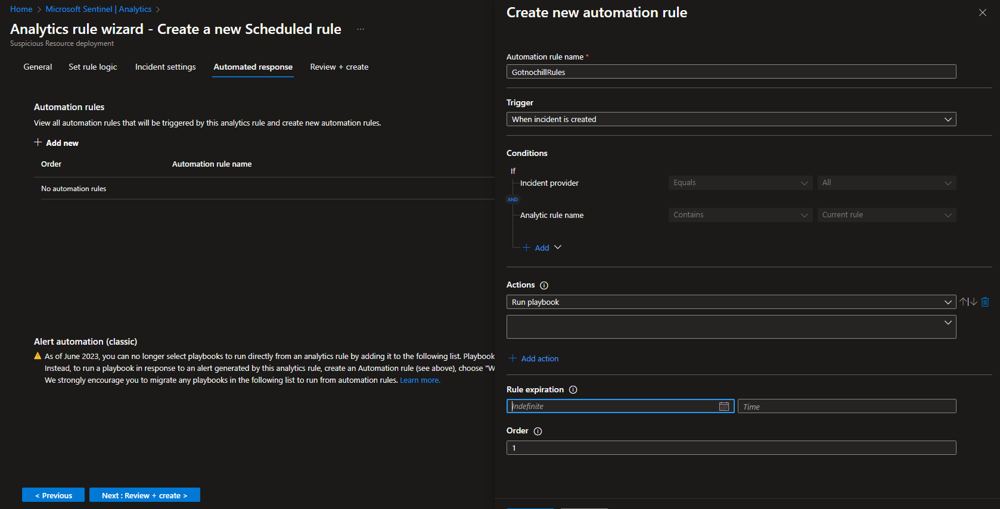 Home > Microsoft Sentinel | Analytics >
Analytics rule wizard - Create a new Scheduled rule ...
Suspicious Resource deployment
General Set rule logic Incident settings Automated response Review + create
Automation rules
View all automation rules that will be triggered by this analytics rule and create new automation rules.
+ Add new
Order Automation rule name
No automation rules
Alert automation (classic)
As of June 2023, you can no longer select playbooks to run directly from an analytics rule by adding it to the following list. Playbook
Instead, to run a playbook in response to an alert generated by this analytics rule, create an Automation rule (see above), choose "W
We strongly encourage you to migrate any playbooks in the following list to run from automation rules. Learn more.
< Previous Next : Review + create >
Create new automation rule
Automation rule name *
GotnochillRules
Trigger
When incident is created
Conditions
If
Incident provider Equals All
AND
Analytic rule name Contains Current rule
+ Add
Actions
Run playbook
+ Add action
Rule expiration
Indefinite Time
Order
1